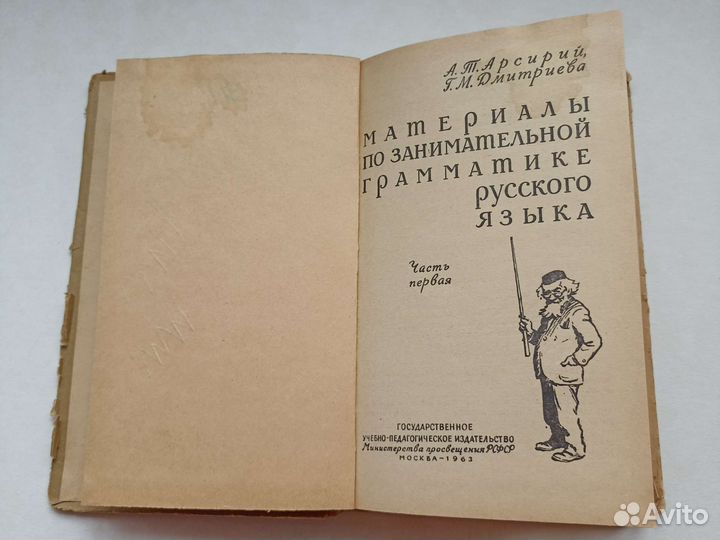 А. Т. Арсирий,
Г. М. Дмитриева
МАТЕРИАЛЫ
ПО ЗАНИМАТЕЛЬНОЙ
ГРАММАТИКЕ
РУССКОГО
ЯЗЫКА
Часть
первая
ГОСУДАРСТВЕННОЕ
УЧЕБНО-ПЕДАГОГИЧЕСКОЕ ИЗДАТЕЛЬСТВО
Министерства просвещения РСФСР
МОСКВА–1963
Avito